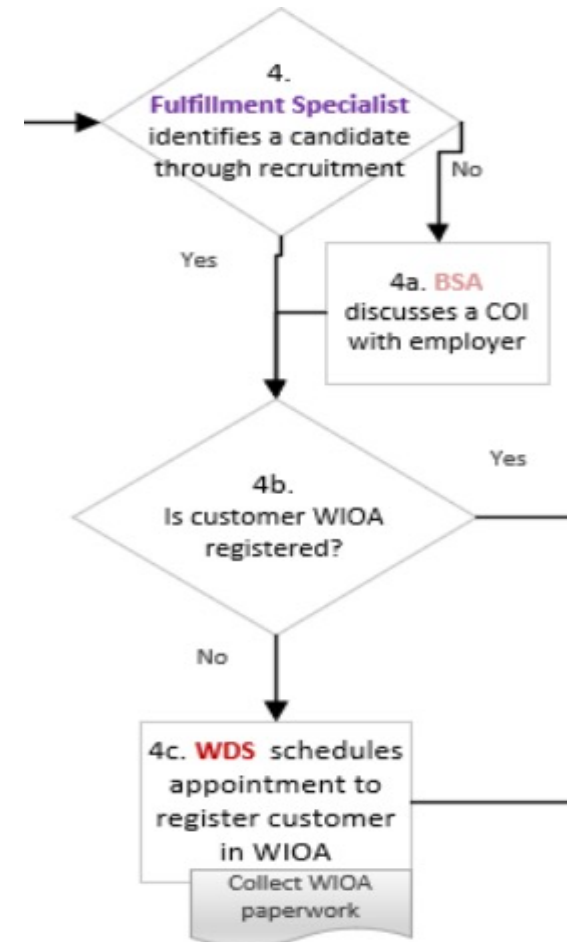 4.
Fulfillment Specialist
identifies a candidate
through recruitment
No
Yes
4a. BSA
discusses a COI
with employer
4b.
Is customer WIOA
registered?
Yes
No
4c. WDS schedules
appointment to
register customer
in WIOA
Collect WIOA
paperwork